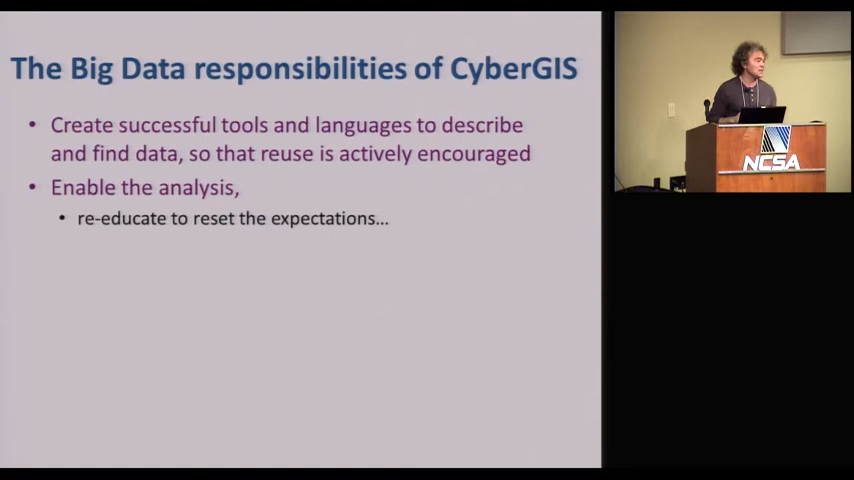 The Big Data responsibilities of CyberGIS
• Create successful tools and languages to describe
and find data, so that reuse is actively encouraged
• Enable the analysis,
• re-educate to reset the expectations...
NCSA